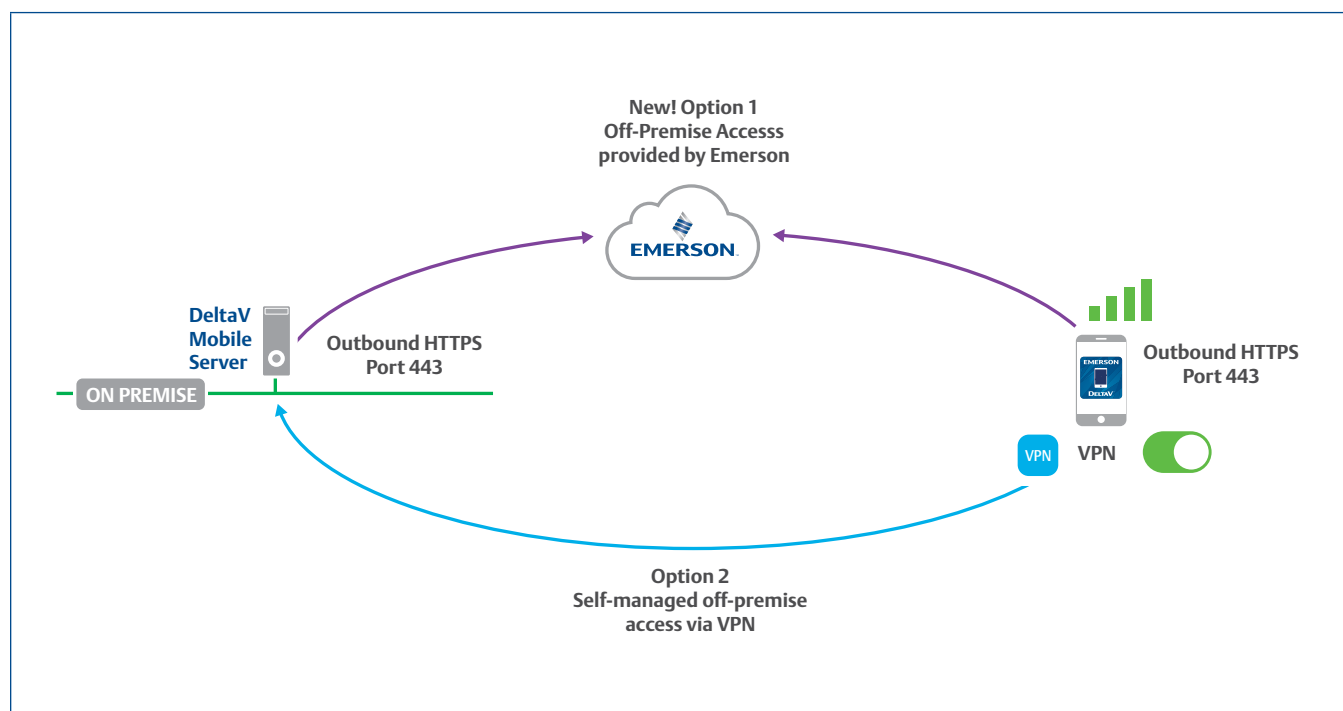 New! Option 1
Off-Premise Accesss
provided by Emerson
EMERSON
DeltaV
Mobile
Server
Outbound HTTPS
Port 443
ON PREMISE
EMERSON
DELTAV
Outbound HTTPS
Port 443
VPN
VPN
Option 2
Self-managed off-premise
access via VPN